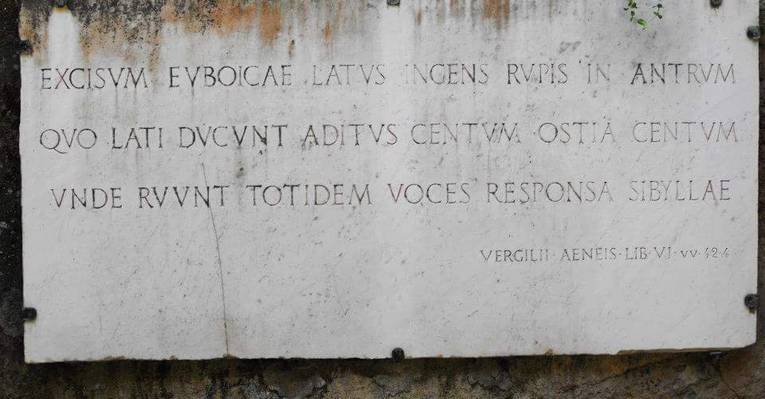 EXCISVM EVBOICAE LATVS INGENS RVPIS IN ANTRVM
QVO LATI DVCVNT ADITVS CENTVM OSTIA CENTVM
VNDE RVVNT TOTIDEM VOCES RESPONSA SIBYLLAE
VERGILII · AENEIS · LIB · VI · vv · 42.4